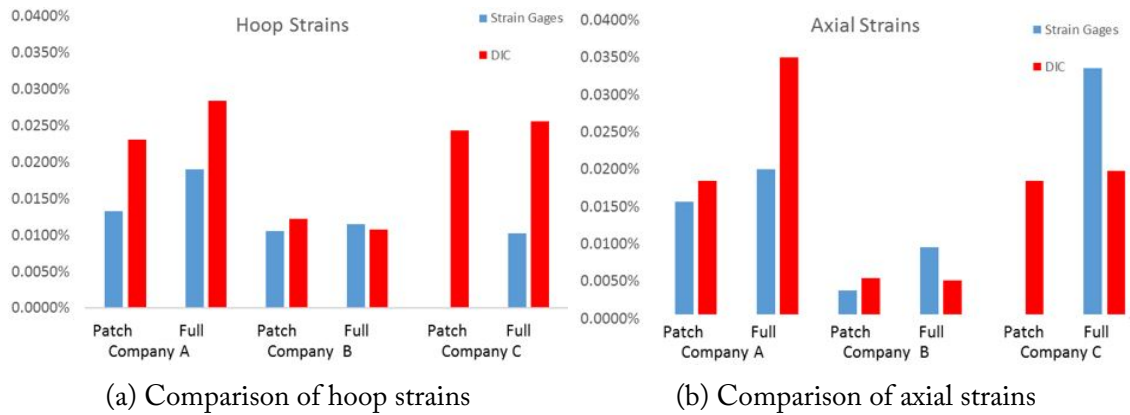 Hoop Strains
Strain Gages
DIC
0.0400%
0.0350%
0.0300%
0.0250%
0.0200%
0.0150%
0.0100%
0.0050%
0.0000%
Patch Full Patch Full Patch Full
Company A Company B Company C
(a) Comparison of hoop strains
Axial Strains
Strain Gages
DIC
0.0400%
0.0350%
0.0300%
0.0250%
0.0200%
0.0150%
0.0100%
0.0050%
0.0000%
Patch Full Patch Full Patch Full
Company A Company B Company C
(b) Comparison of axial strains